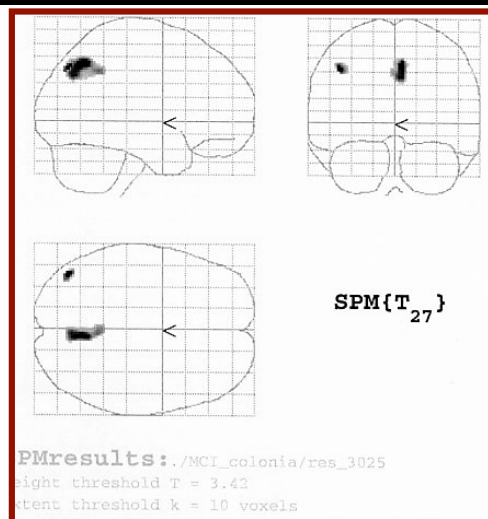 SPM{T27}
PMresults: ./MCI_colonia/res_3025
eight threshold T = 3.42
xtent threshold k = 10 voxels